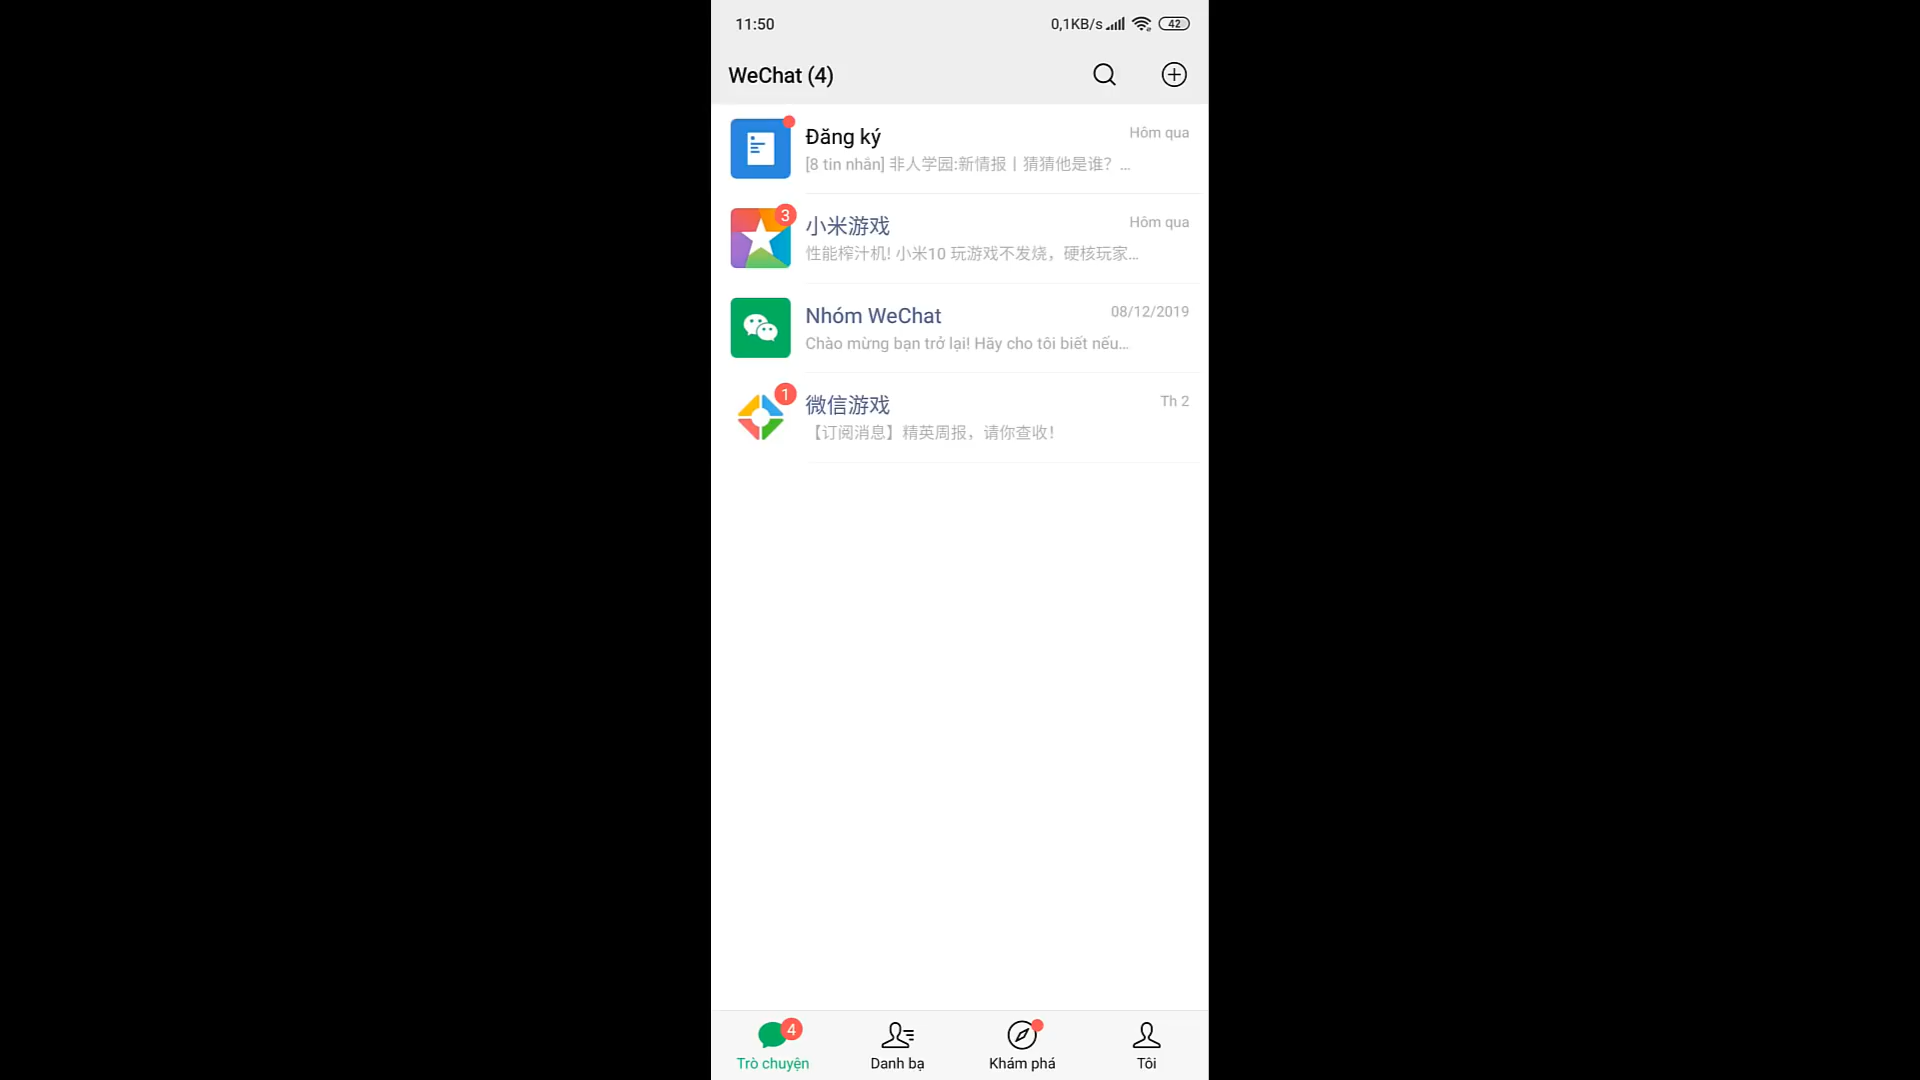 11:50
0,1KB/s
42
WeChat (4)
Đăng ký
Hôm qua
[8 tin nhắn] 非人学园:新情报丨猜猜他是谁？...
3
小米游戏
Hôm qua
性能榨汁机! 小米10 玩游戏不发烧，硬核玩家...
Nhóm WeChat
08/12/2019
Chào mừng bạn trở lại! Hãy cho tôi biết nếu...
1
微信游戏
Th 2
【订阅消息】精英周报，请你查收！
4
Trò chuyện
Danh bạ
Khám phá
Tôi